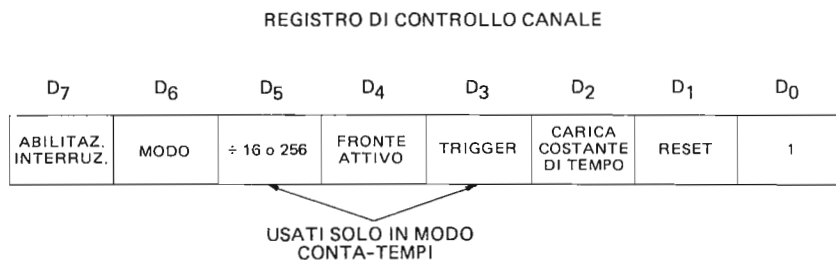 REGISTRO DI CONTROLLO CANALE
D7 D6 D5 D4 D3 D2 D1 D0
ABILITAZ. INTERRUZ.
MODO
÷ 16 o 256
FRONTE ATTIVO
TRIGGER
CARICA COSTANTE DI TEMPO
RESET
1
USATI SOLO IN MODO
CONTA-TEMPI